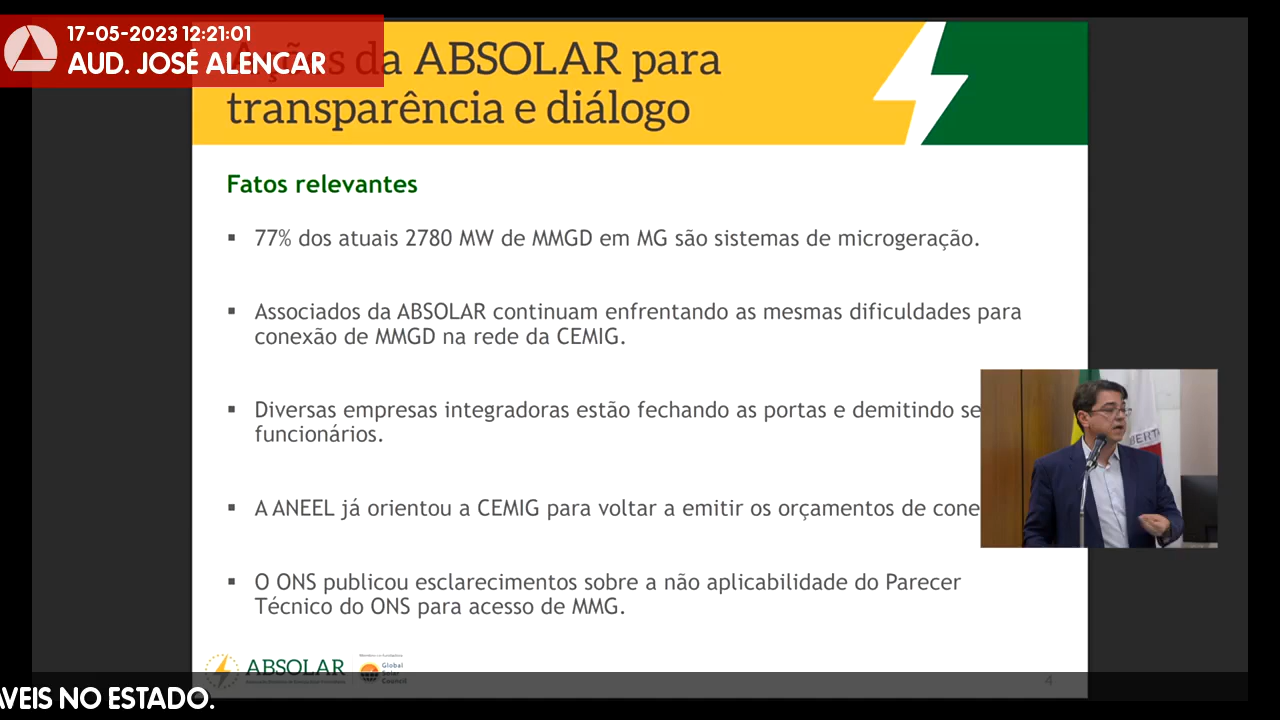 17-05-2023 12:21:01
AUD. JOSÉ ALENCAR
Ações da ABSOLAR para
transparência e diálogo
Fatos relevantes
▪ 77% dos atuais 2780 MW de MMGD em MG são sistemas de microgeração.
▪ Associados da ABSOLAR continuam enfrentando as mesmas dificuldades para
conexão de MMGD na rede da CEMIG.
▪ Diversas empresas integradoras estão fechando as portas e demitindo se
funcionários.
▪ A ANEEL já orientou a CEMIG para voltar a emitir os orçamentos de cone
▪ O ONS publicou esclarecimentos sobre a não aplicabilidade do Parecer
Técnico do ONS para acesso de MMG.
ABSOLAR
Global
Solar
Council
4
VEIS NO ESTADO.